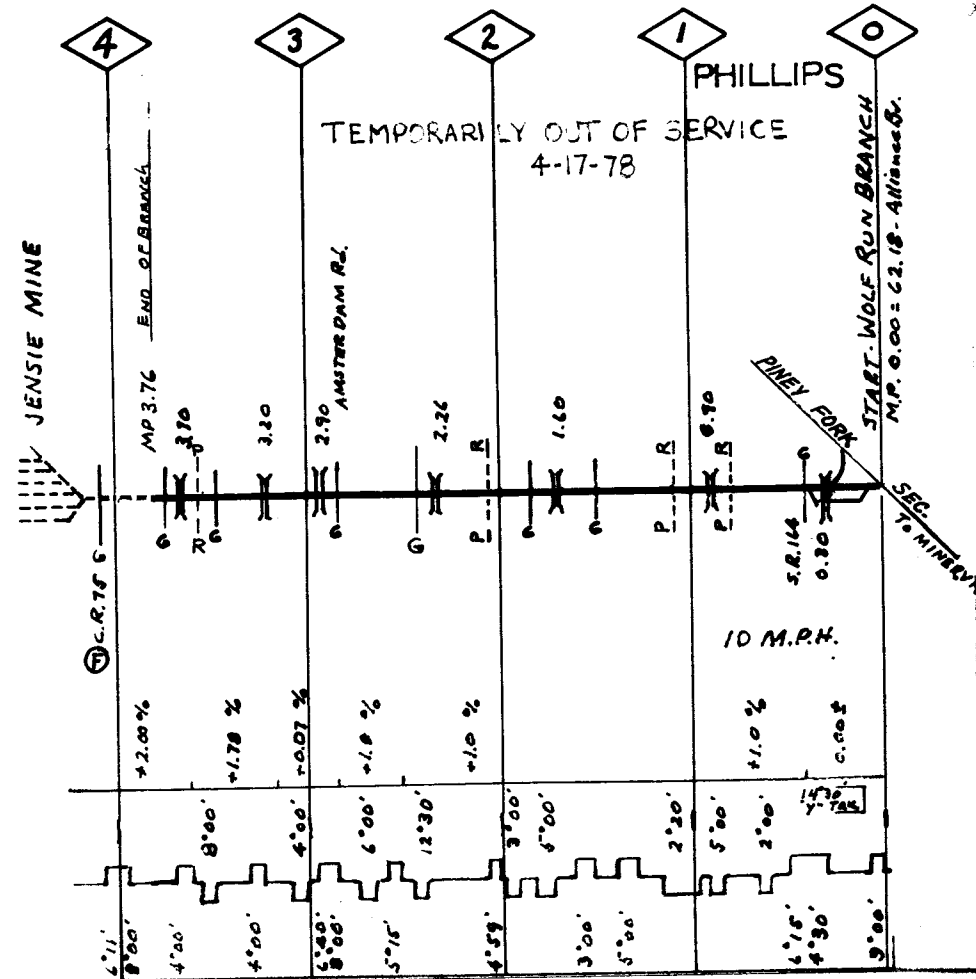 4
3
2
1
0
PHILLIPS
TEMPORARILY OUT OF SERVICE
4-17-78
START-WOLF RUN BRANCH
M.P. 0.00 = 62.18 - Alliance Br.
JENSIE MINE
MP 3.76 END OF BRANCH
AMSTERDAM Rd.
PINEY FORK
SEC.
TO MINERVA
3.20
2.90
2.26
1.60
0.90
R
R
R
P
P
P
R
G
G
G
G
G
G
G
G
S.R. 164
0.30
C.R. 75
F
10 M.P.H.
+2.00 %
+1.78 %
+0.07 %
+1.8 %
+1.0 %
+1.0 %
8°00'
4°00'
6°00'
12°30'
3°00'
5°00'
2°20'
5°00'
2°00'
14°30'
6°11'
8°00'
4°00'
4°00'
6°40'
8°00'
5°15'
4°59'
3°00'
5°00'
6°15'
4°30'
9°00'